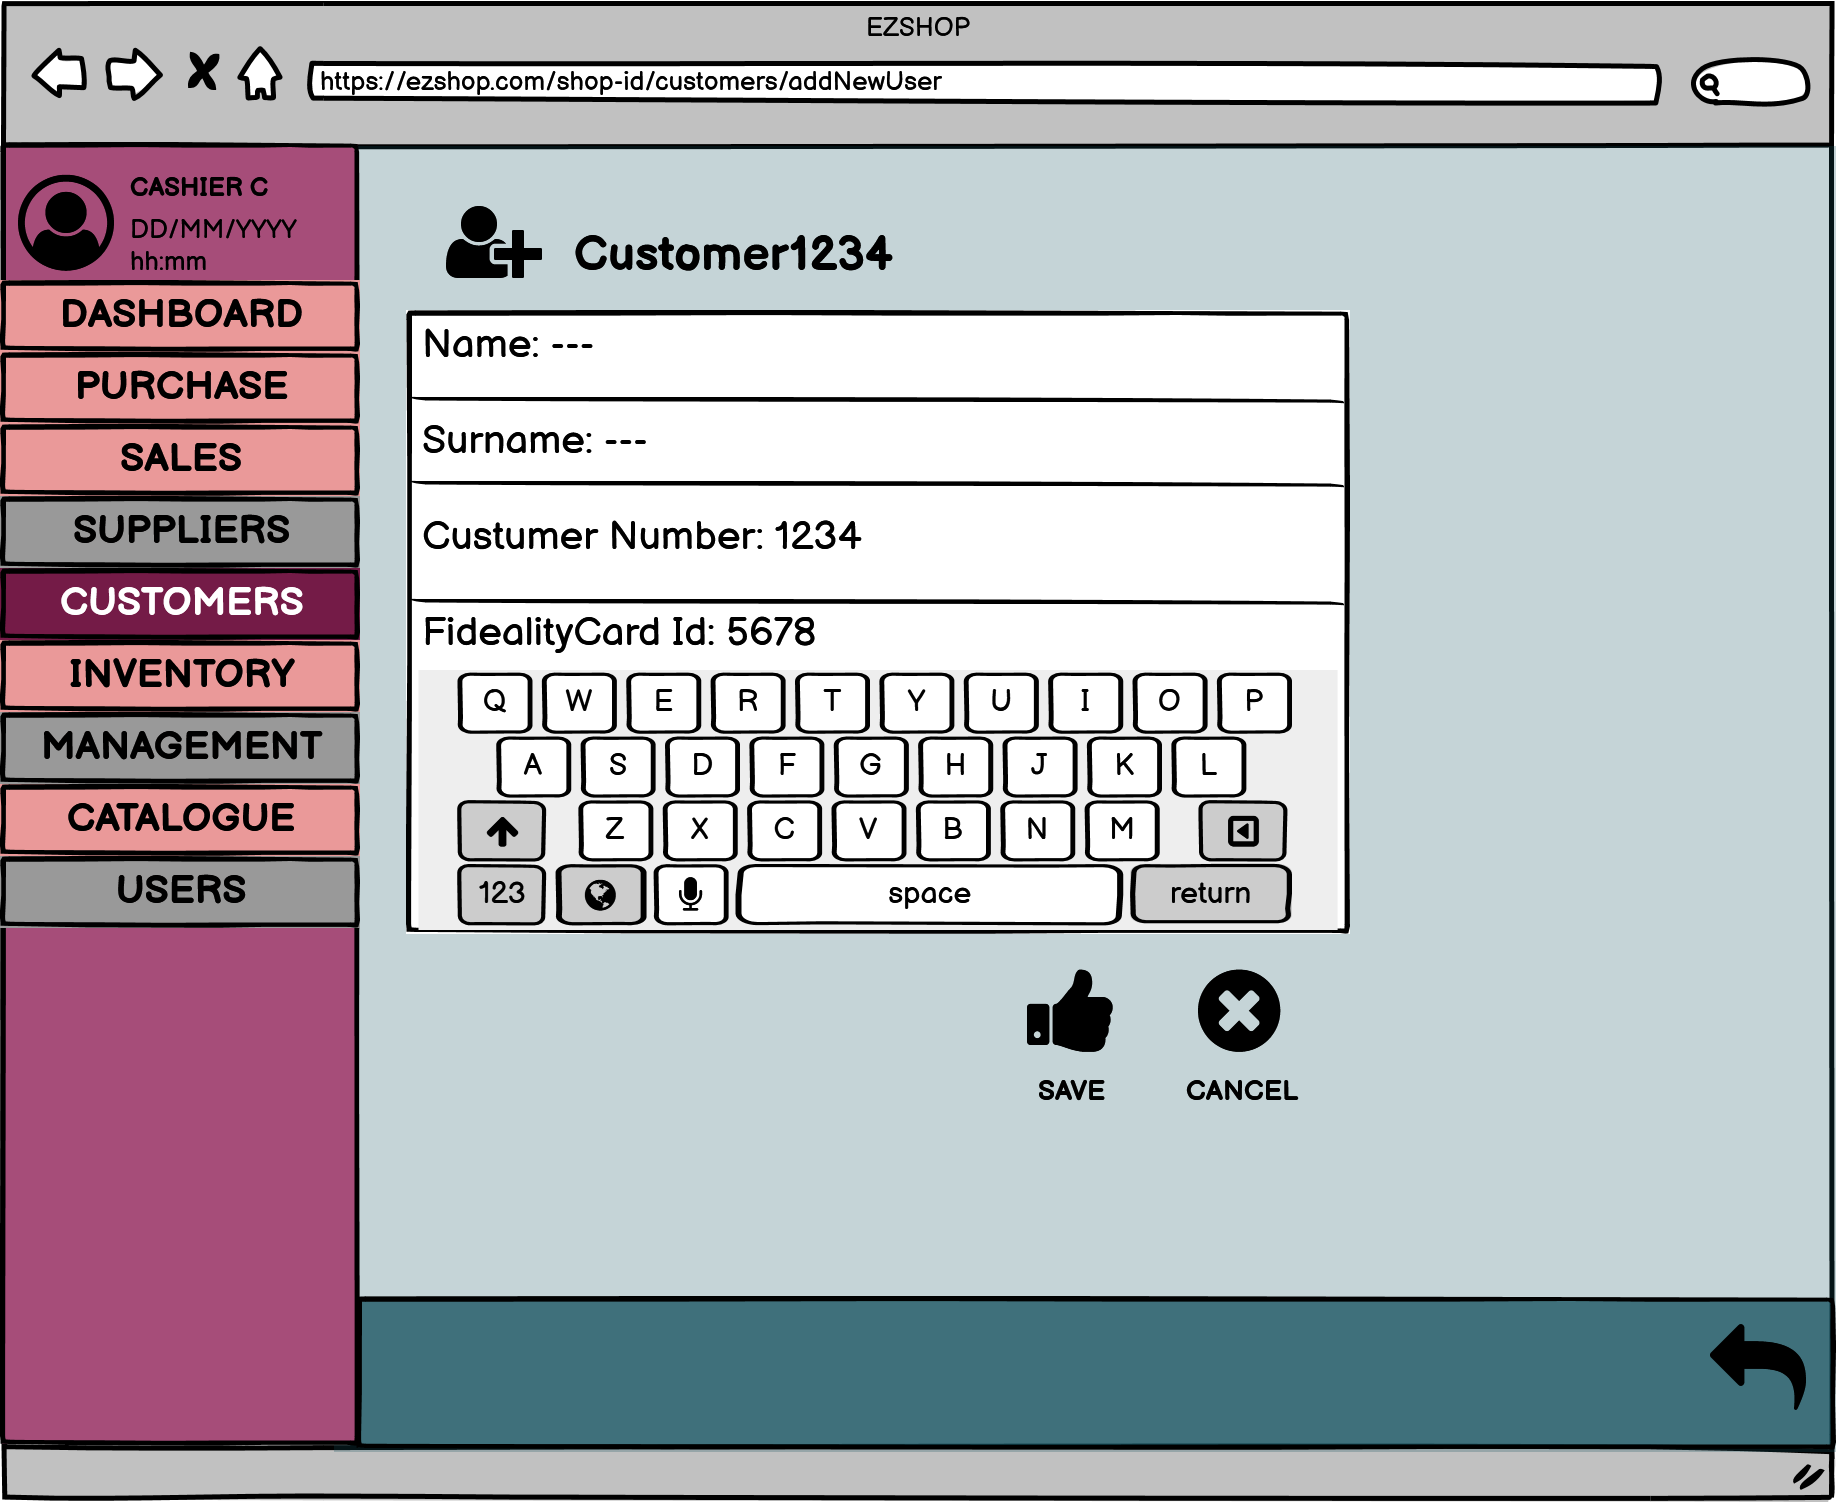 EZSHOP
https://ezshop.com/shop-id/customers/addNewUser
CASHIER C
DD/MM/YYYY
hh:mm
DASHBOARD
PURCHASE
SALES
SUPPLIERS
CUSTOMERS
INVENTORY
MANAGEMENT
CATALOGUE
USERS
Customer1234
Name: ---
Surname: ---
Custumer Number: 1234
FidealityCard Id: 5678
Q W E R T Y U I O P
A S D F G H J K L
Z X C V B N M
123 space return
SAVE CANCEL